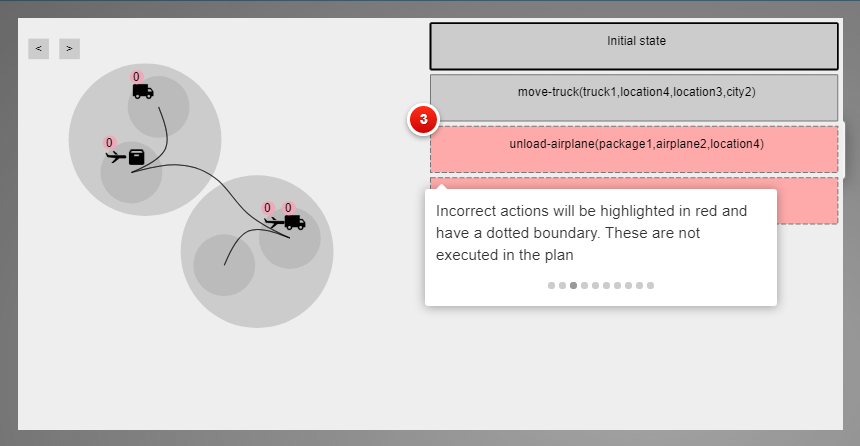 < >
Initial state
move-truck(truck1,location4,location3,city2)
3
unload-airplane(package1,airplane2,location4)
Incorrect actions will be highlighted in red and
have a dotted boundary. These are not
executed in the plan
0
0
0 0